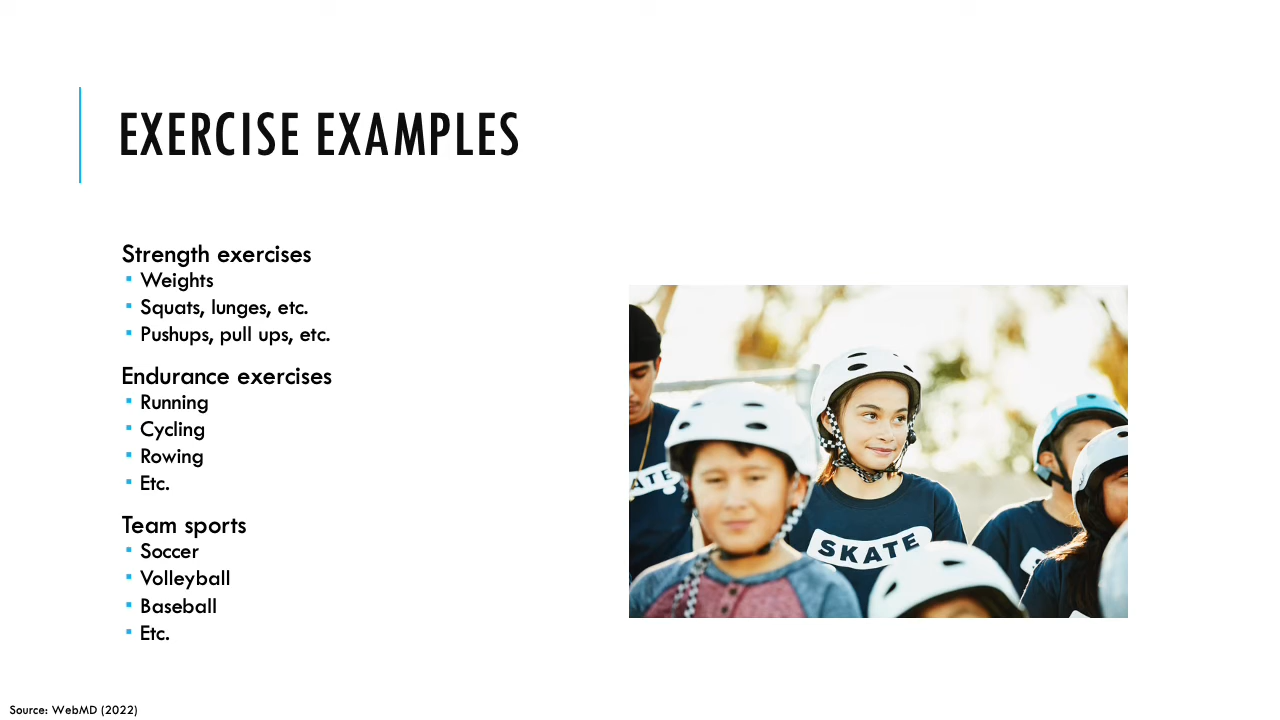 EXERCISE EXAMPLES
Strength exercises
▪ Weights
▪ Squats, lunges, etc.
▪ Pushups, pull ups, etc.
Endurance exercises
▪ Running
▪ Cycling
▪ Rowing
▪ Etc.
Team sports
▪ Soccer
▪ Volleyball
▪ Baseball
▪ Etc.
ATE
SKATE
Source: WebMD (2022)